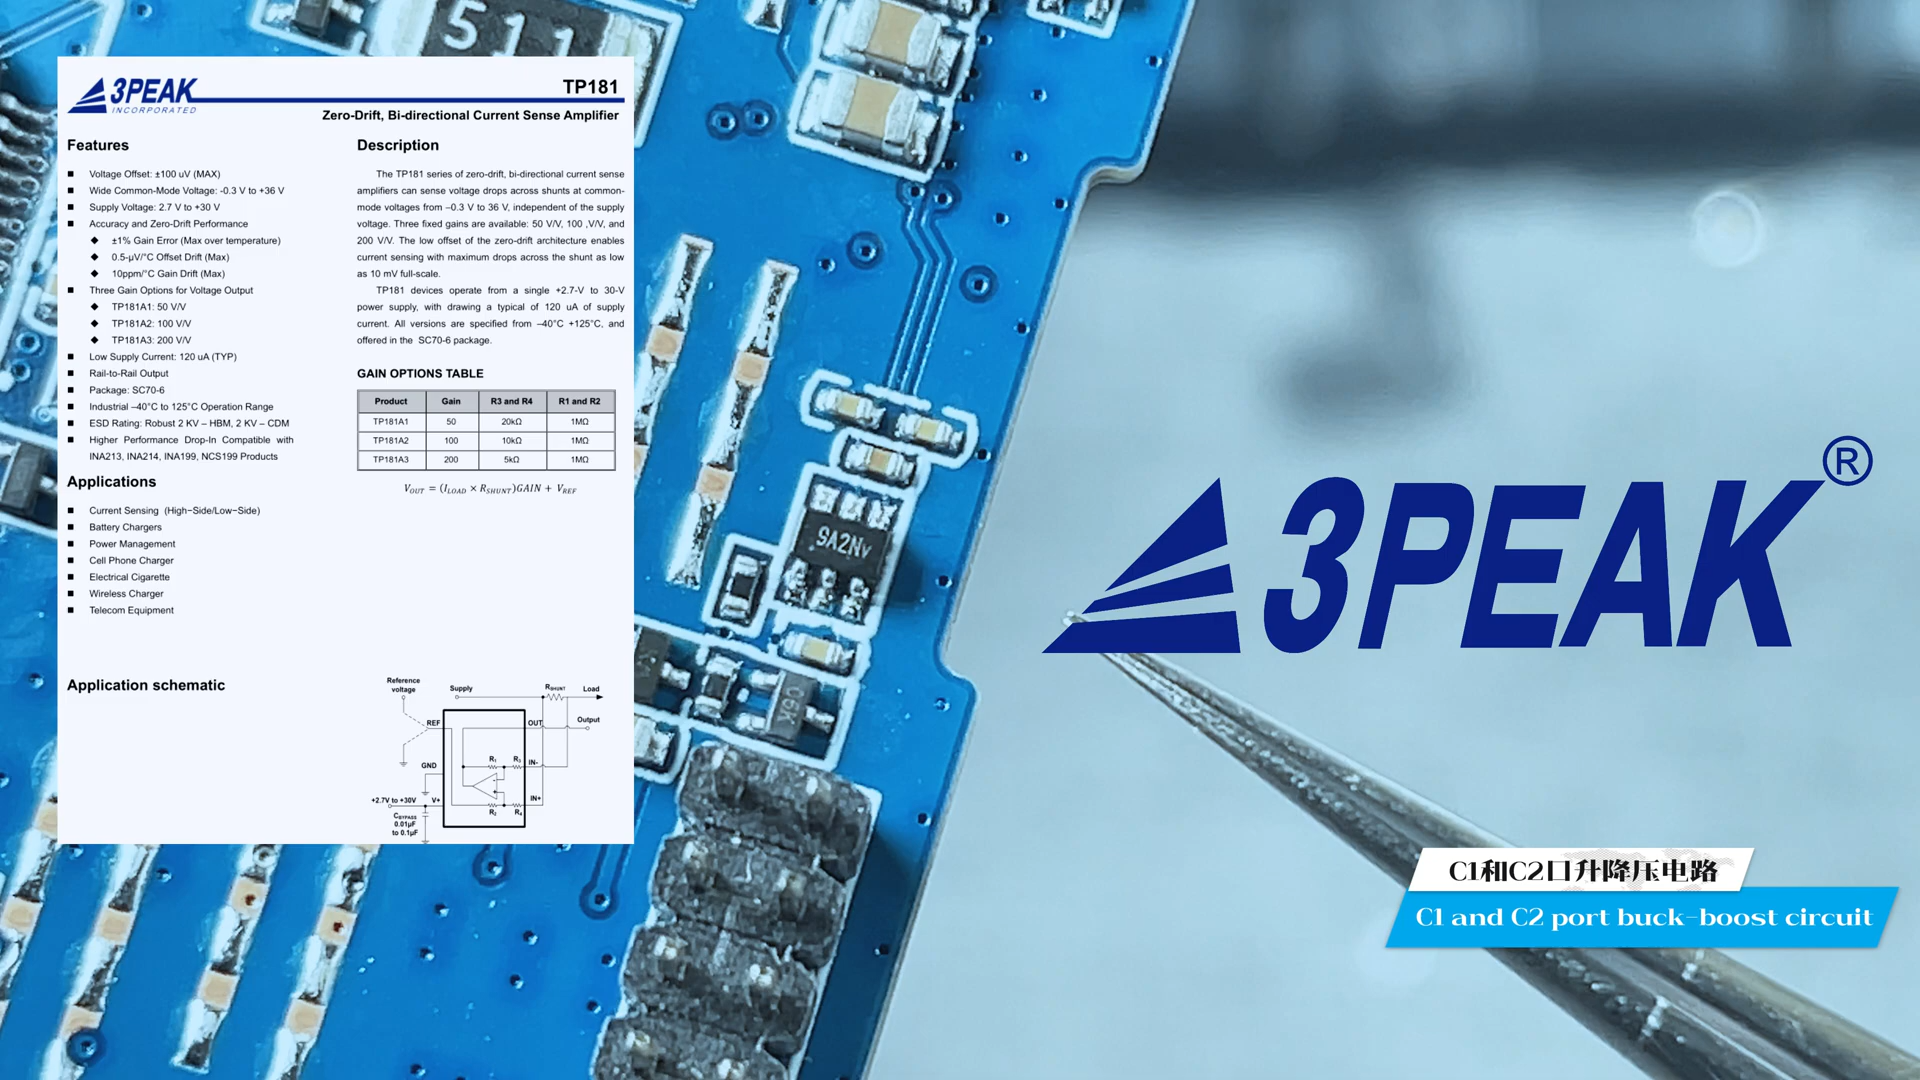 511
3PEAK
INCORPORATED
TP181
Zero-Drift, Bi-directional Current Sense Amplifier
Features
■ Voltage Offset: ±100 uV (MAX)
■ Wide Common-Mode Voltage: -0.3 V to +36 V
■ Supply Voltage: 2.7 V to +30 V
■ Accuracy and Zero-Drift Performance
◆ ±1% Gain Error (Max over temperature)
◆ 0.5-μV/°C Offset Drift (Max)
◆ 10ppm/°C Gain Drift (Max)
■ Three Gain Options for Voltage Output
◆ TP181A1: 50 V/V
◆ TP181A2: 100 V/V
◆ TP181A3: 200 V/V
■ Low Supply Current: 120 uA (TYP)
■ Rail-to-Rail Output
■ Package: SC70-6
■ Industrial –40°C to 125°C Operation Range
■ ESD Rating: Robust 2 KV – HBM, 2 KV – CDM
■ Higher Performance Drop-In Compatible with
INA213, INA214, INA199, NCS199 Products
Applications
■ Current Sensing (High−Side/Low−Side)
■ Battery Chargers
■ Power Management
■ Cell Phone Charger
■ Electrical Cigarette
■ Wireless Charger
■ Telecom Equipment
Description
The TP181 series of zero-drift, bi-directional current sense
amplifiers can sense voltage drops across shunts at common-
mode voltages from –0.3 V to 36 V, independent of the supply
voltage. Three fixed gains are available: 50 V/V, 100 ,V/V, and
200 V/V. The low offset of the zero-drift architecture enables
current sensing with maximum drops across the shunt as low
as 10 mV full-scale.
TP181 devices operate from a single +2.7-V to 30-V
power supply, with drawing a typical of 120 uA of supply
current. All versions are specified from –40°C +125°C, and
offered in the SC70-6 package.
GAIN OPTIONS TABLE
Product Gain R3 and R4 R1 and R2
TP181A1 50 20kΩ 1MΩ
TP181A2 100 10kΩ 1MΩ
TP181A3 200 5kΩ 1MΩ
VOUT = (ILOAD × RSHUNT)GAIN + VREF
Application schematic
Reference
voltage
Supply
RSHUNT
Load
REF
OUT
Output
GND
R1
R3
IN-
+2.7V to +30V
V+
IN+
R2
R4
CBYPASS
0.01μF
to 0.1μF
9A2Nv
3PEAK®
C1和C2口升降压电路
C1 and C2 port buck-boost circuit